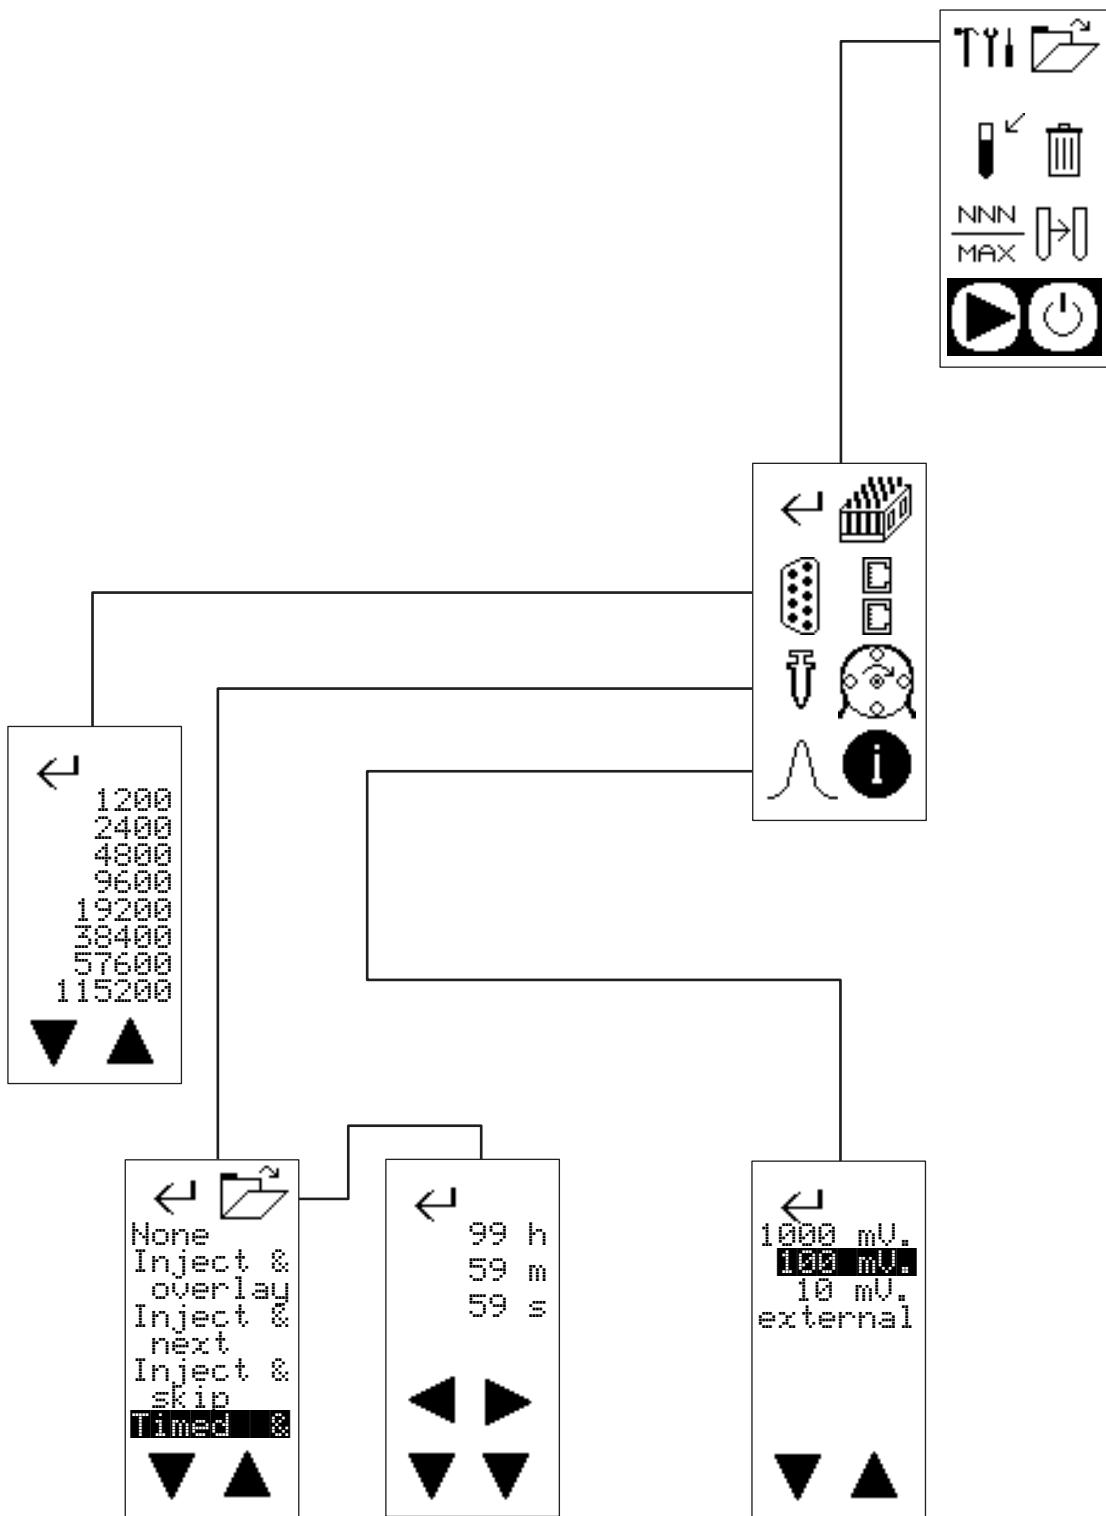 NNN
MAX
i
1200
2400
4800
9600
19200
38400
57600
115200
None
Inject &
overlay
Inject &
next
Inject &
skip
Timed &
99 h
59 m
59 s
1000 mV.
100 mV.
10 mV.
external